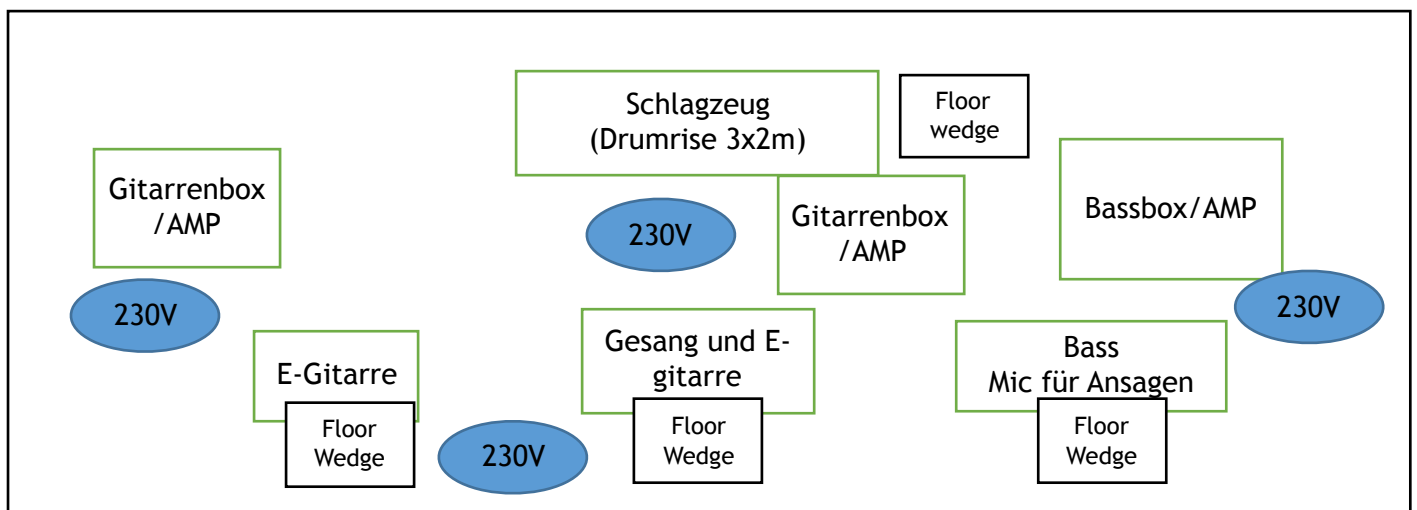 Schlagzeug
(Drumrise 3x2m)
Floor
wedge
Gitarrenbox
/AMP
230V
Gitarrenbox
/AMP
Bassbox/AMP
230V
230V
E-Gitarre
Gesang und E-
gitarre
Bass
Mic für Ansagen
Floor
Wedge
230V
Floor
Wedge
Floor
Wedge